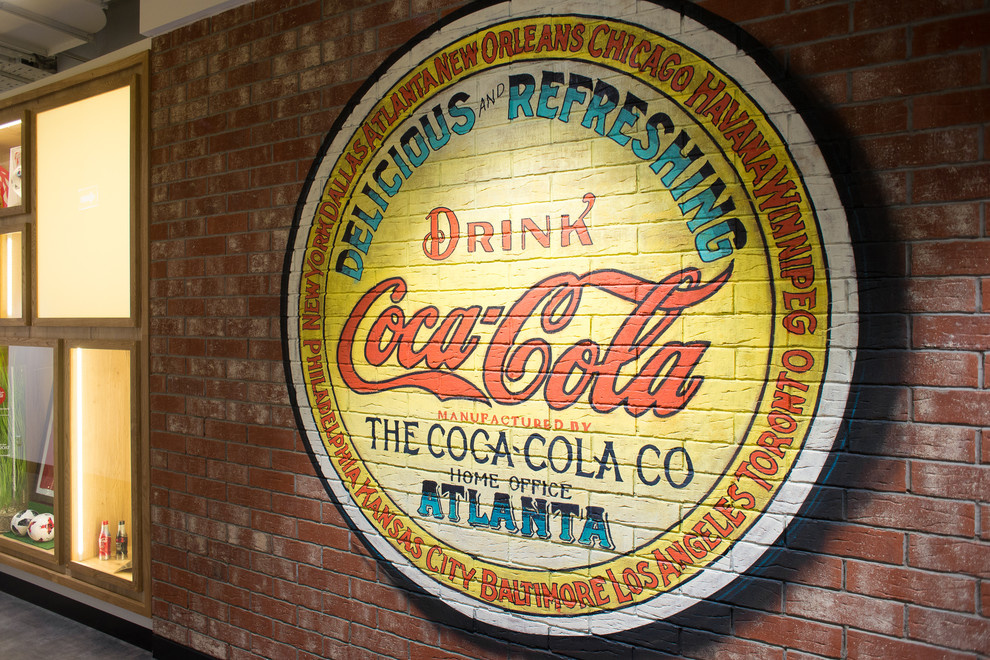 NEW YORK DALLAS ATLANTA NEW ORLEANS CHICAGO HAVANA WINNIPEG TORONTO LOS ANGELES BALTIMORE KANSAS CITY PHILADELPHIA
DELICIOUS AND REFRESHING
DRINK
Coca-Cola
MANUFACTURED BY
THE COCA-COLA CO
HOME OFFICE
ATLANTA